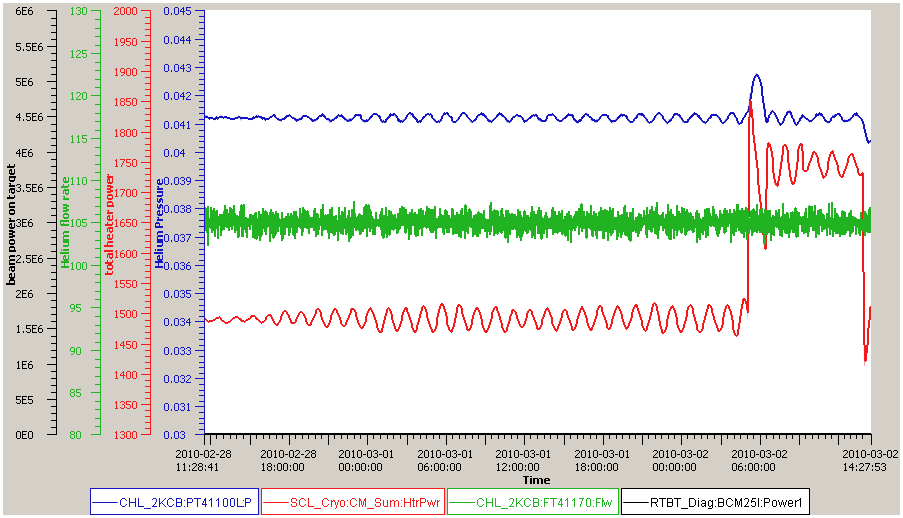 6E6
5.5E6
5E6
4.5E6
4E6
3.5E6
3E6
2.5E6
2E6
1.5E6
1E6
5E5
0E0
beam power on target
130
125
120
115
110
105
100
95
90
85
80
Helium flow rate
2000
1950
1900
1850
1800
1750
1700
1650
1600
1550
1500
1450
1400
1350
1300
total heater power
0.045
0.044
0.043
0.042
0.041
0.04
0.039
0.038
0.037
0.036
0.035
0.034
0.033
0.032
0.031
0.03
Helium Pressure
2010-02-28
11:28:41
2010-02-28
18:00:00
2010-03-01
00:00:00
2010-03-01
06:00:00
2010-03-01
12:00:00
2010-03-01
18:00:00
2010-03-02
00:00:00
2010-03-02
06:00:00
2010-03-02
14:27:53
Time
CHL_2KCB:PT41100LP
SCL_Cryo:CM_Sum:HtrPwr
CHL_2KCB:FT41170:Flw
RTBT_Diag:BCM25I:Power1